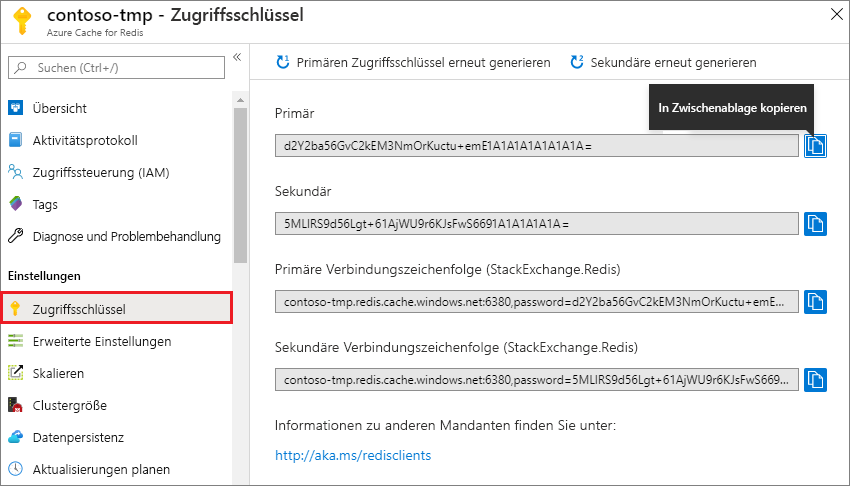 contoso-tmp - Zugriffsschlüssel
Azure Cache for Redis
Suchen (Ctrl+/)
Übersicht
Aktivitätsprotokoll
Zugriffssteuerung (IAM)
Tags
Diagnose und Problembehandlung
Einstellungen
Zugriffsschlüssel
Erweiterte Einstellungen
Skalieren
Clustergröße
Datenpersistenz
Aktualisierungen planen
Primären Zugriffsschlüssel erneut generieren
Sekundäre erneut generieren
In Zwischenablage kopieren
Primär
d2Y2ba56GvC2kEM3NmOrKuctu+emE1A1A1A1A1A1A1A=
Sekundär
5MLIRS9d56Lgt+61AjWU9r6KJsFwS6691A1A1A1A1A=
Primäre Verbindungszeichenfolge (StackExchange.Redis)
contoso-tmp.redis.cache.windows.net:6380,password=d2Y2ba56GvC2kEM3NmOrKuctu+emE...
Sekundäre Verbindungszeichenfolge (StackExchange.Redis)
contoso-tmp.redis.cache.windows.net:6380,password=5MLIRS9d56Lgt+61AjWU9r6KJsFwS669...
Informationen zu anderen Mandanten finden Sie unter:
http://aka.ms/redisclients